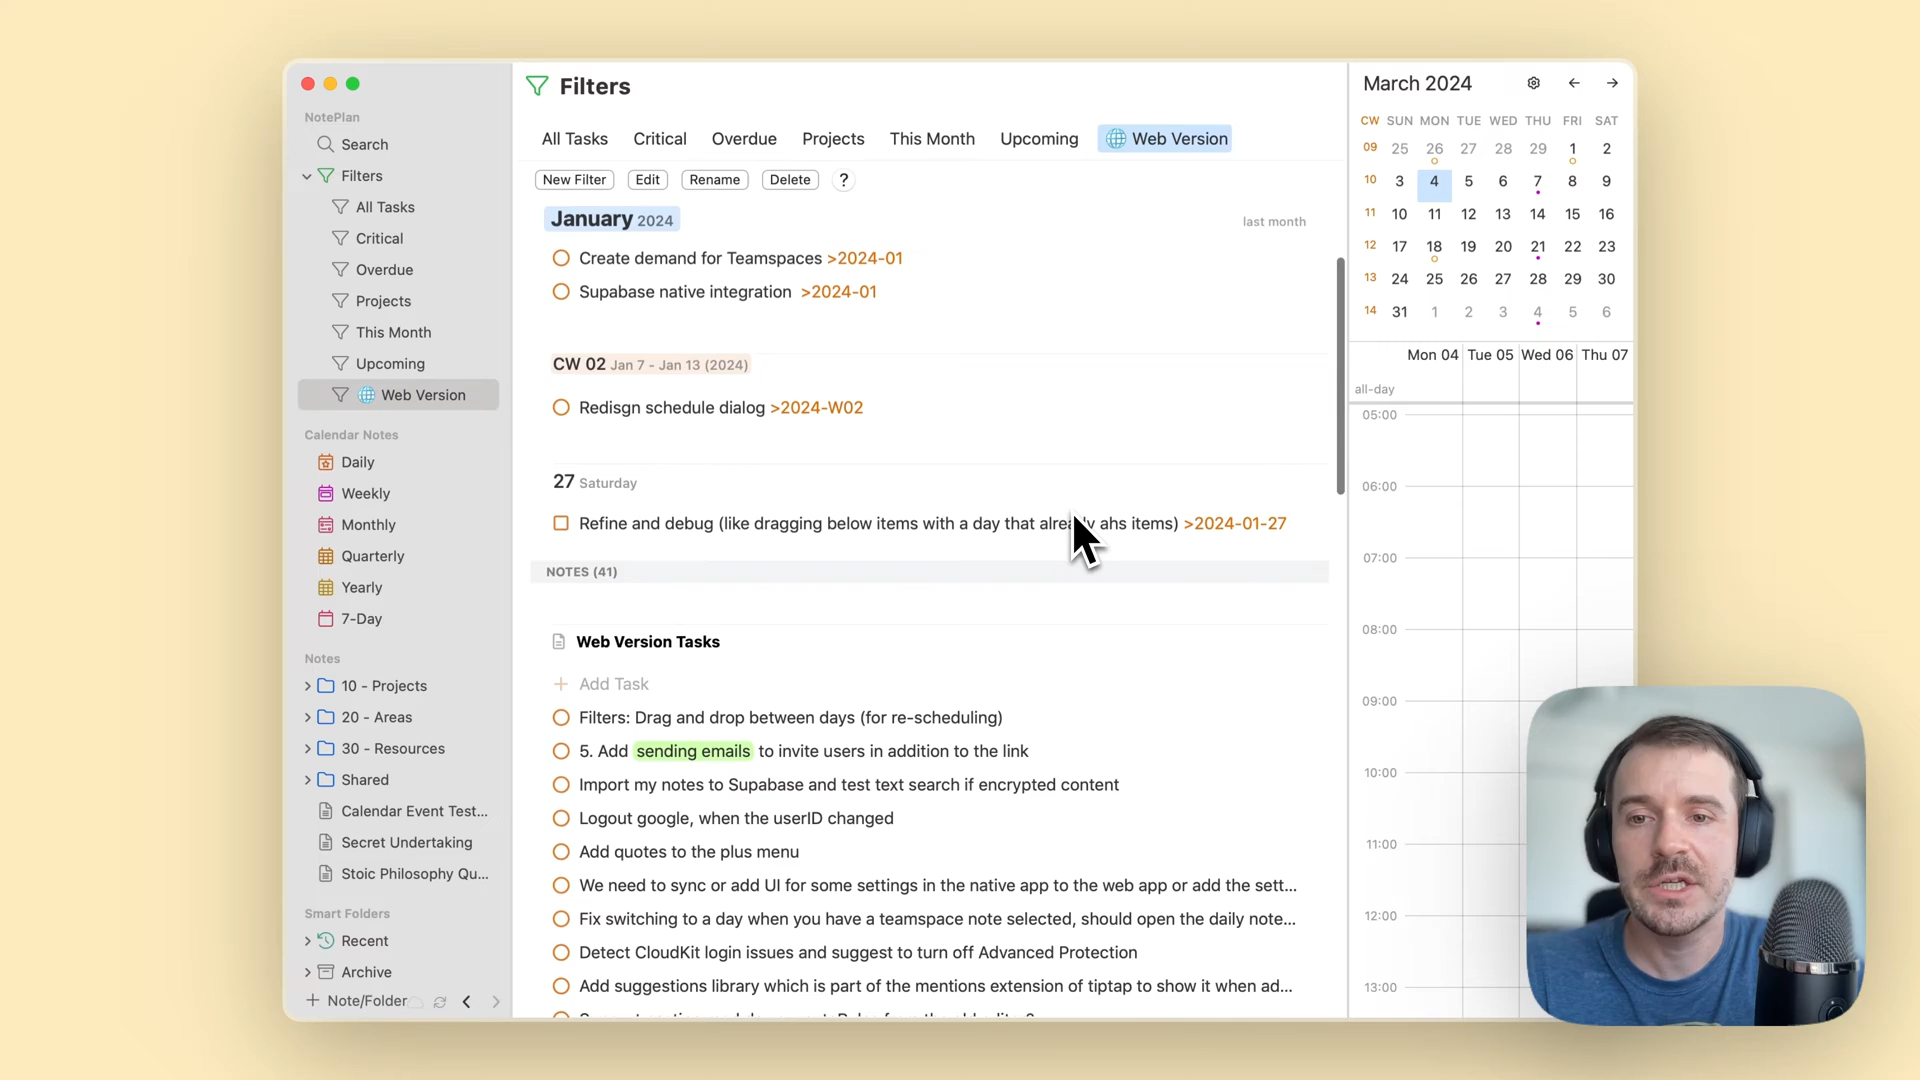 NotePlan
Search
Filters
All Tasks
Critical
Overdue
Projects
This Month
Upcoming
Web Version
Calendar Notes
Daily
Weekly
Monthly
Quarterly
Yearly
7-Day
Notes
10 - Projects
20 - Areas
30 - Resources
Shared
Calendar Event Test...
Secret Undertaking
Stoic Philosophy Qu...
Smart Folders
Recent
Archive
Note/Folder
Filters
All Tasks Critical Overdue Projects This Month Upcoming Web Version
New Filter Edit Rename Delete ?
January 2024 last month
Create demand for Teamspaces >2024-01
Supabase native integration >2024-01
CW 02 Jan 7 - Jan 13 (2024)
Redisgn schedule dialog >2024-W02
27 Saturday
Refine and debug (like dragging below items with a day that already ahs items) >2024-01-27
NOTES (41)
Web Version Tasks
+ Add Task
Filters: Drag and drop between days (for re-scheduling)
5. Add sending emails to invite users in addition to the link
Import my notes to Supabase and test text search if encrypted content
Logout google, when the userID changed
Add quotes to the plus menu
We need to sync or add UI for some settings in the native app to the web app or add the sett...
Fix switching to a day when you have a teamspace note selected, should open the daily note...
Detect CloudKit login issues and suggest to turn off Advanced Protection
Add suggestions library which is part of the mentions extension of tiptap to show it when ad...
March 2024
CW SUN MON TUE WED THU FRI SAT
09 25 26 27 28 29 1 2
10 3 4 5 6 7 8 9
11 10 11 12 13 14 15 16
12 17 18 19 20 21 22 23
13 24 25 26 27 28 29 30
14 31 1 2 3 4 5 6
Mon 04 Tue 05 Wed 06 Thu 07
all-day
05:00
06:00
07:00
08:00
09:00
10:00
11:00
12:00
13:00